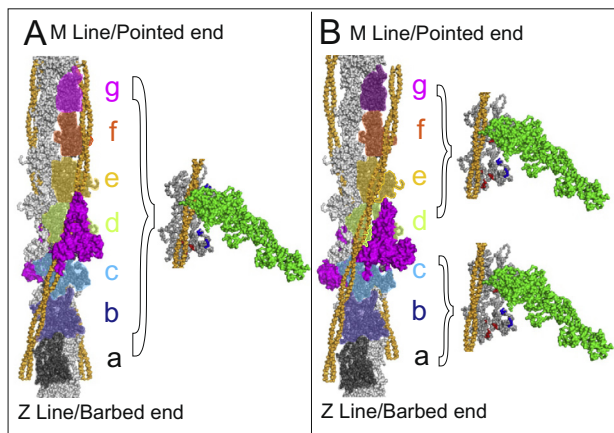 A M Line/Pointed end
g
f
e
d
c
b
a
Z Line/Barbed end
B M Line/Pointed end
g
f
e
d
c
b
a
Z Line/Barbed end